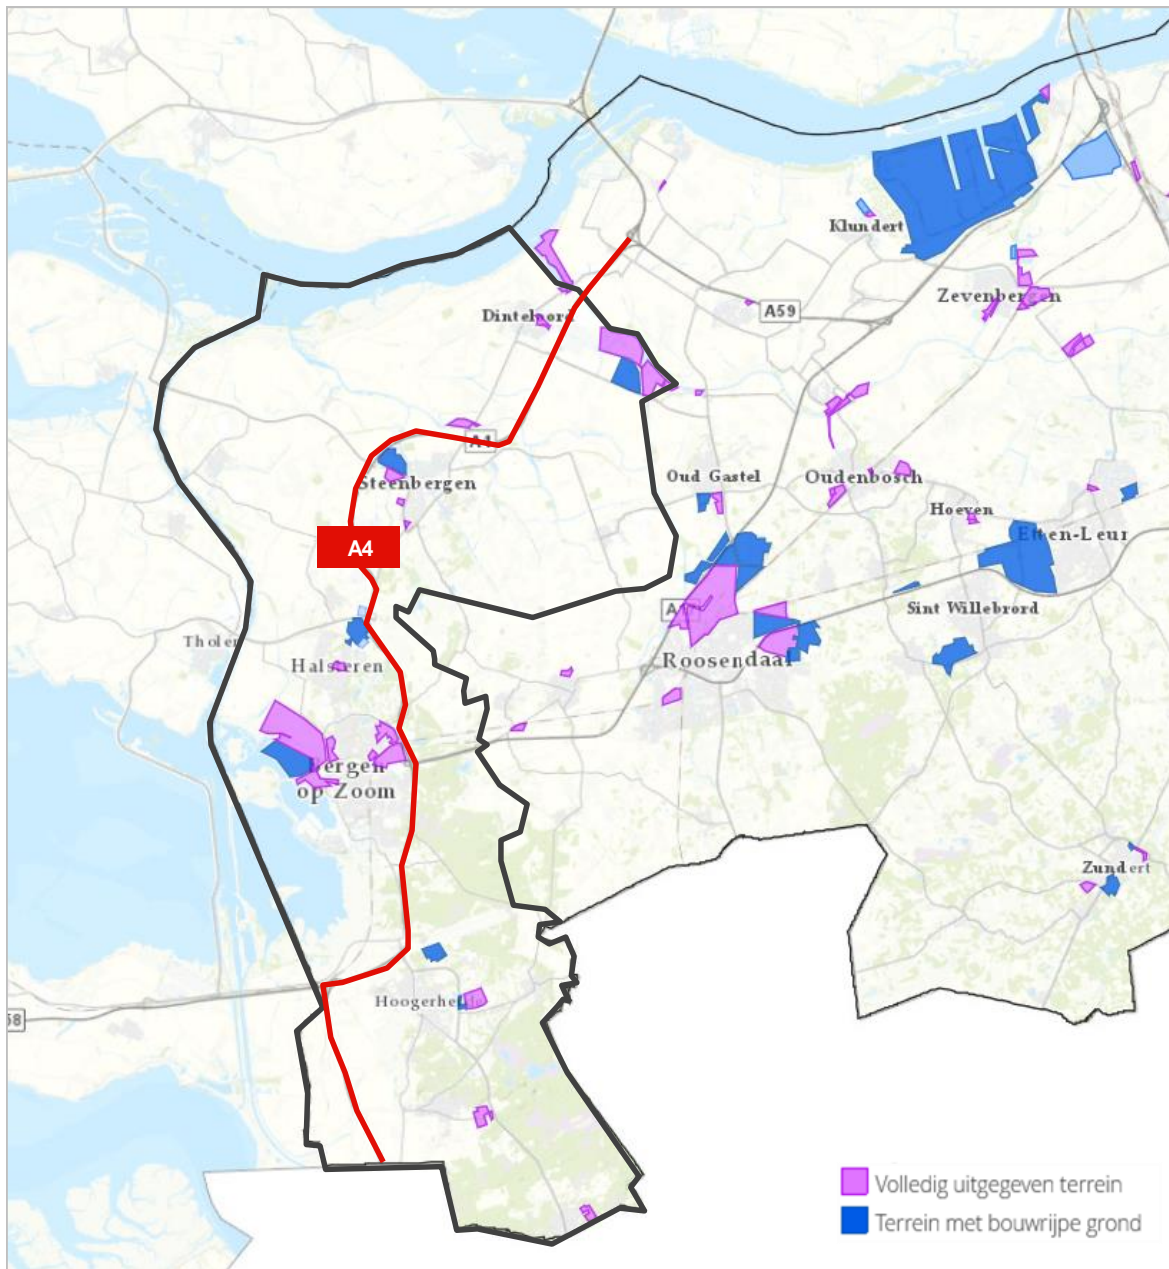 Klundert
Zevenbergen
A59
Dinteloord
Steenbergen
Oud Gastel
Oudenbosch
Hoeven
Etten-Leur
A4
Sint Willebrord
Tholen
Halsteren
Roosendaal
Bergen
op Zoom
Zundert
Hoogerheide
58
Volledig uitgegeven terrein
Terrein met bouwrijpe grond